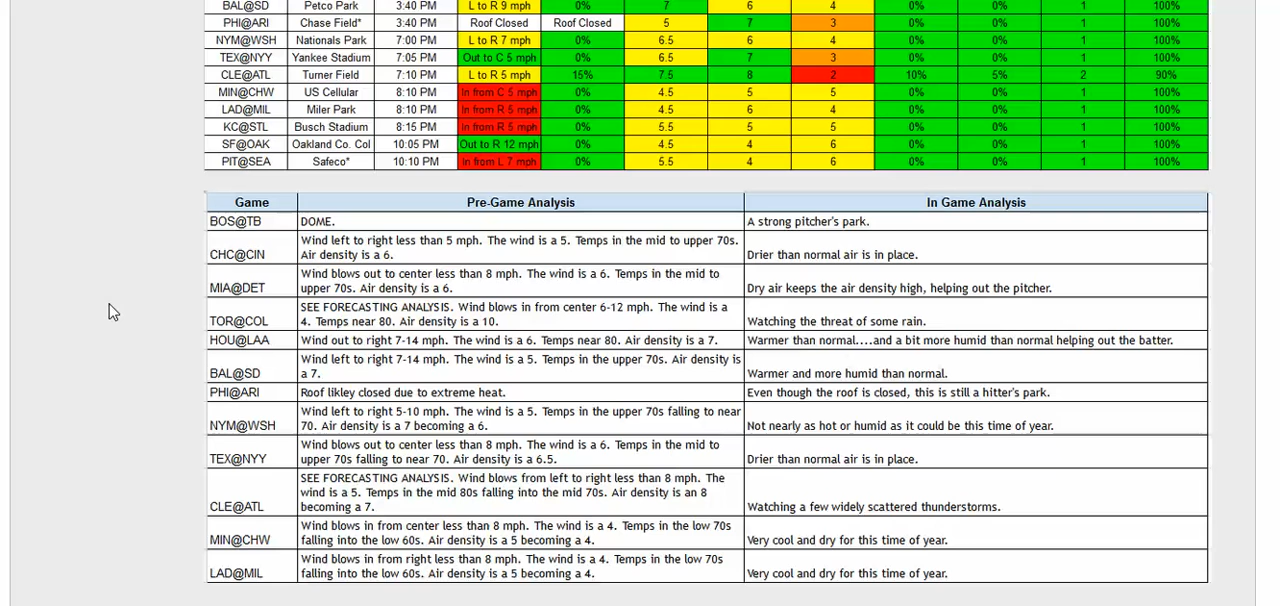 BAL@SD Petco Park 3:40 PM L to R 9 mph 0% 7 6 4 0% 0% 1 100%
PHI@ARI Chase Field* 3:40 PM Roof Closed Roof Closed 5 7 3 0% 0% 1 100%
NYM@WSH Nationals Park 7:00 PM L to R 7 mph 0% 6.5 6 4 0% 0% 1 100%
TEX@NYY Yankee Stadium 7:05 PM Out to C 5 mph 0% 6.5 7 3 0% 0% 1 100%
CLE@ATL Turner Field 7:10 PM L to R 5 mph 15% 7.5 8 2 10% 5% 2 90%
MIN@CHW US Cellular 8:10 PM In from C 5 mph 0% 4.5 5 5 0% 0% 1 100%
LAD@MIL Miler Park 8:10 PM In from R 5 mph 0% 4.5 6 4 0% 0% 1 100%
KC@STL Busch Stadium 8:15 PM In from R 5 mph 0% 5.5 5 5 0% 0% 1 100%
SF@OAK Oakland Co. Col 10:05 PM Out to R 12 mph 0% 4.5 4 6 0% 0% 1 100%
PIT@SEA Safeco* 10:10 PM In from L 7 mph 0% 5.5 4 6 0% 0% 1 100%
Game Pre-Game Analysis In Game Analysis
BOS@TB DOME. A strong pitcher's park.
Wind left to right less than 5 mph. The wind is a 5. Temps in the mid to upper 70s.
CHC@CIN Air density is a 6. Drier than normal air is in place.
Wind blows out to center less than 8 mph. The wind is a 6. Temps in the mid to
MIA@DET upper 70s. Air density is a 6. Dry air keeps the air density high, helping out the pitcher.
SEE FORECASTING ANALYSIS. Wind blows in from center 6-12 mph. The wind is a
TOR@COL 4. Temps near 80. Air density is a 10. Watching the threat of some rain.
HOU@LAA Wind out to right 7-14 mph. The wind is a 6. Temps near 80. Air density is a 7. Warmer than normal....and a bit more humid than normal helping out the batter.
Wind left to right 7-14 mph. The wind is a 5. Temps in the upper 70s. Air density is
BAL@SD a 7. Warmer and more humid than normal.
PHI@ARI Roof likley closed due to extreme heat. Even though the roof is closed, this is still a hitter's park.
Wind left to right 5-10 mph. The wind is a 5. Temps in the upper 70s falling to near
NYM@WSH 70. Air density is a 7 becoming a 6. Not nearly as hot or humid as it could be this time of year.
Wind blows out to center less than 8 mph. The wind is a 6. Temps in the mid to
TEX@NYY upper 70s falling to near 70. Air density is a 6.5. Drier than normal air is in place.
SEE FORECASTING ANALYSIS. Wind blows from left to right less than 8 mph. The
wind is a 5. Temps in the mid 80s falling into the mid 70s. Air density is an 8
CLE@ATL becoming a 7. Watching a few widely scattered thunderstorms.
Wind blows in from center less than 8 mph. The wind is a 4. Temps in the low 70s
MIN@CHW falling into the low 60s. Air density is a 5 becoming a 4. Very cool and dry for this time of year.
Wind blows in from right less than 8 mph. The wind is a 4. Temps in the low 70s
LAD@MIL falling into the low 60s. Air density is a 5 becoming a 4. Very cool and dry for this time of year.